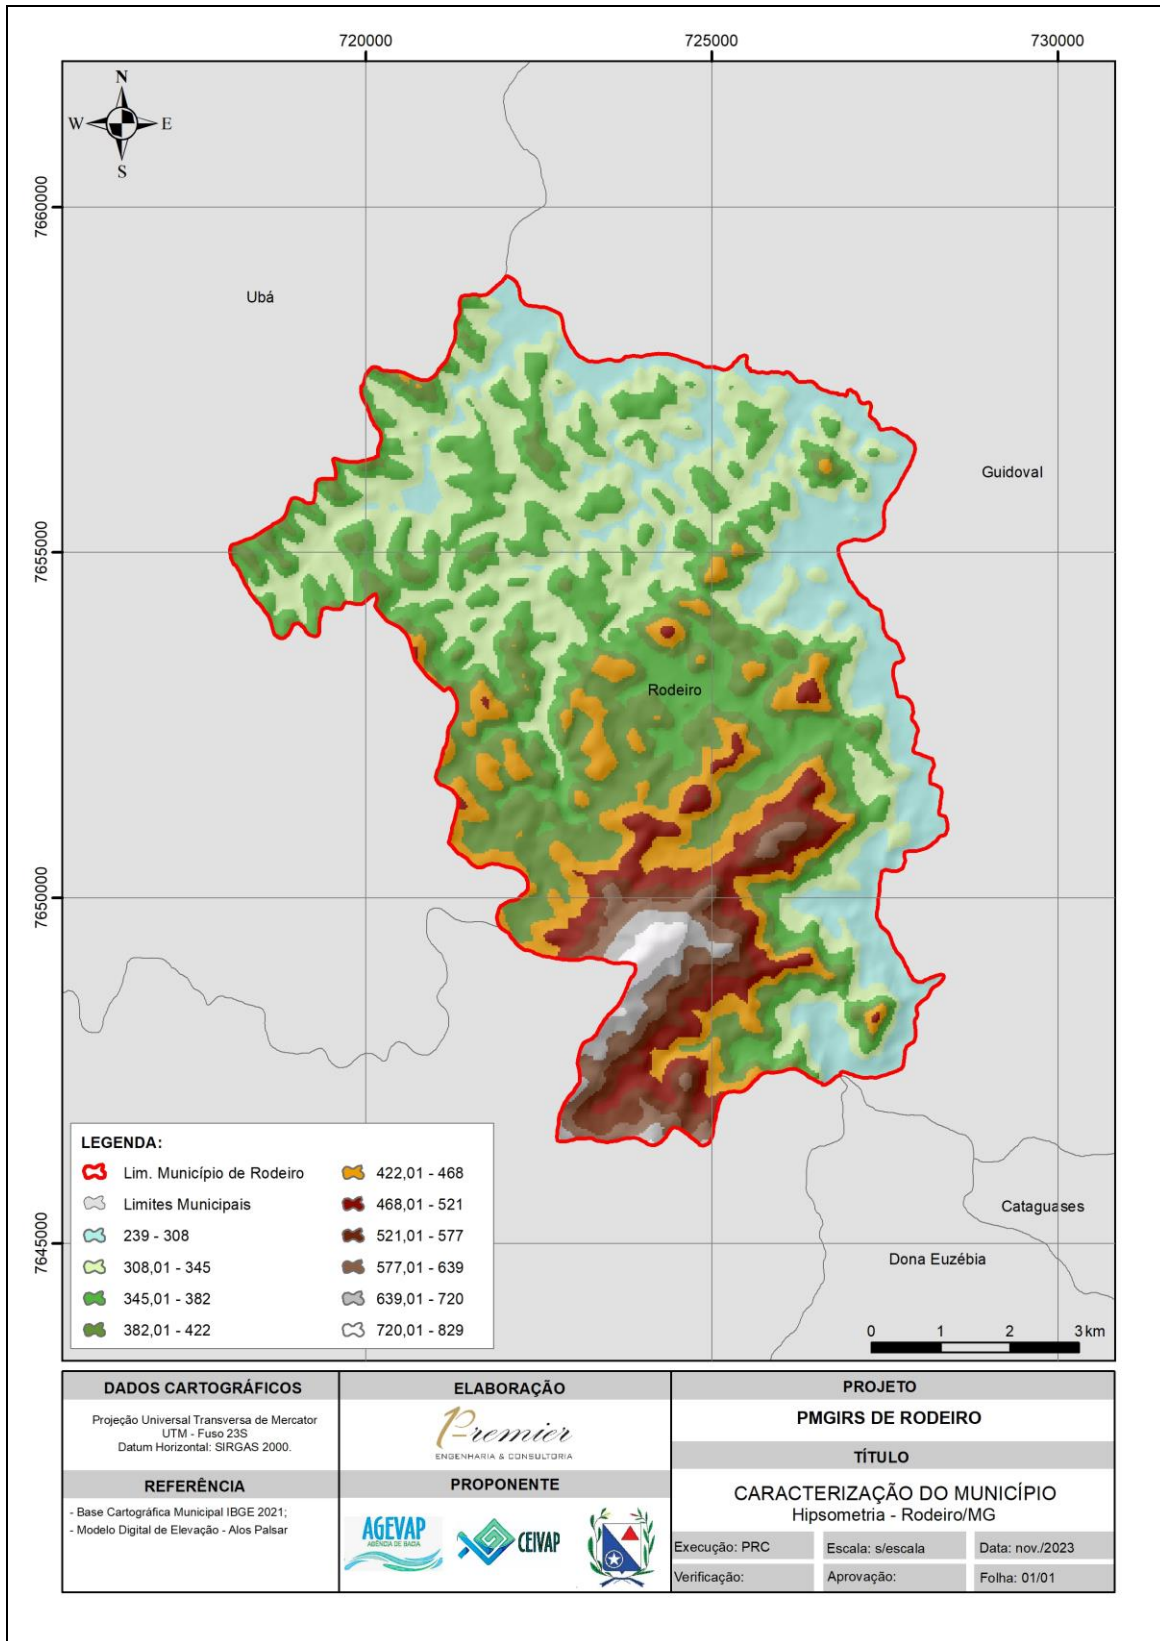 720000
725000
730000
N
W
E
S
7660000
7655000
7650000
7645000
Ubá
Guidoval
Rodeiro
Cataguases
Dona Euzébia
LEGENDA:
Lim. Município de Rodeiro
Limites Municipais
239 - 308
308,01 - 345
345,01 - 382
382,01 - 422
422,01 - 468
468,01 - 521
521,01 - 577
577,01 - 639
639,01 - 720
720,01 - 829
0 1 2 3 km
DADOS CARTOGRÁFICOS
Projeção Universal Transversa de Mercator
UTM - Fuso 23S
Datum Horizontal: SIRGAS 2000.
REFERÊNCIA
- Base Cartográfica Municipal IBGE 2021;
- Modelo Digital de Elevação - Alos Palsar
ELABORAÇÃO
Premier
ENGENHARIA & CONSULTORIA
PROPONENTE
AGEVAP
AGÊNCIA DE BACIA
CEIVAP
PROJETO
PMGIRS DE RODEIRO
TÍTULO
CARACTERIZAÇÃO DO MUNICÍPIO
Hipsometria - Rodeiro/MG
Execução: PRC
Escala: s/escala
Data: nov./2023
Verificação:
Aprovação:
Folha: 01/01